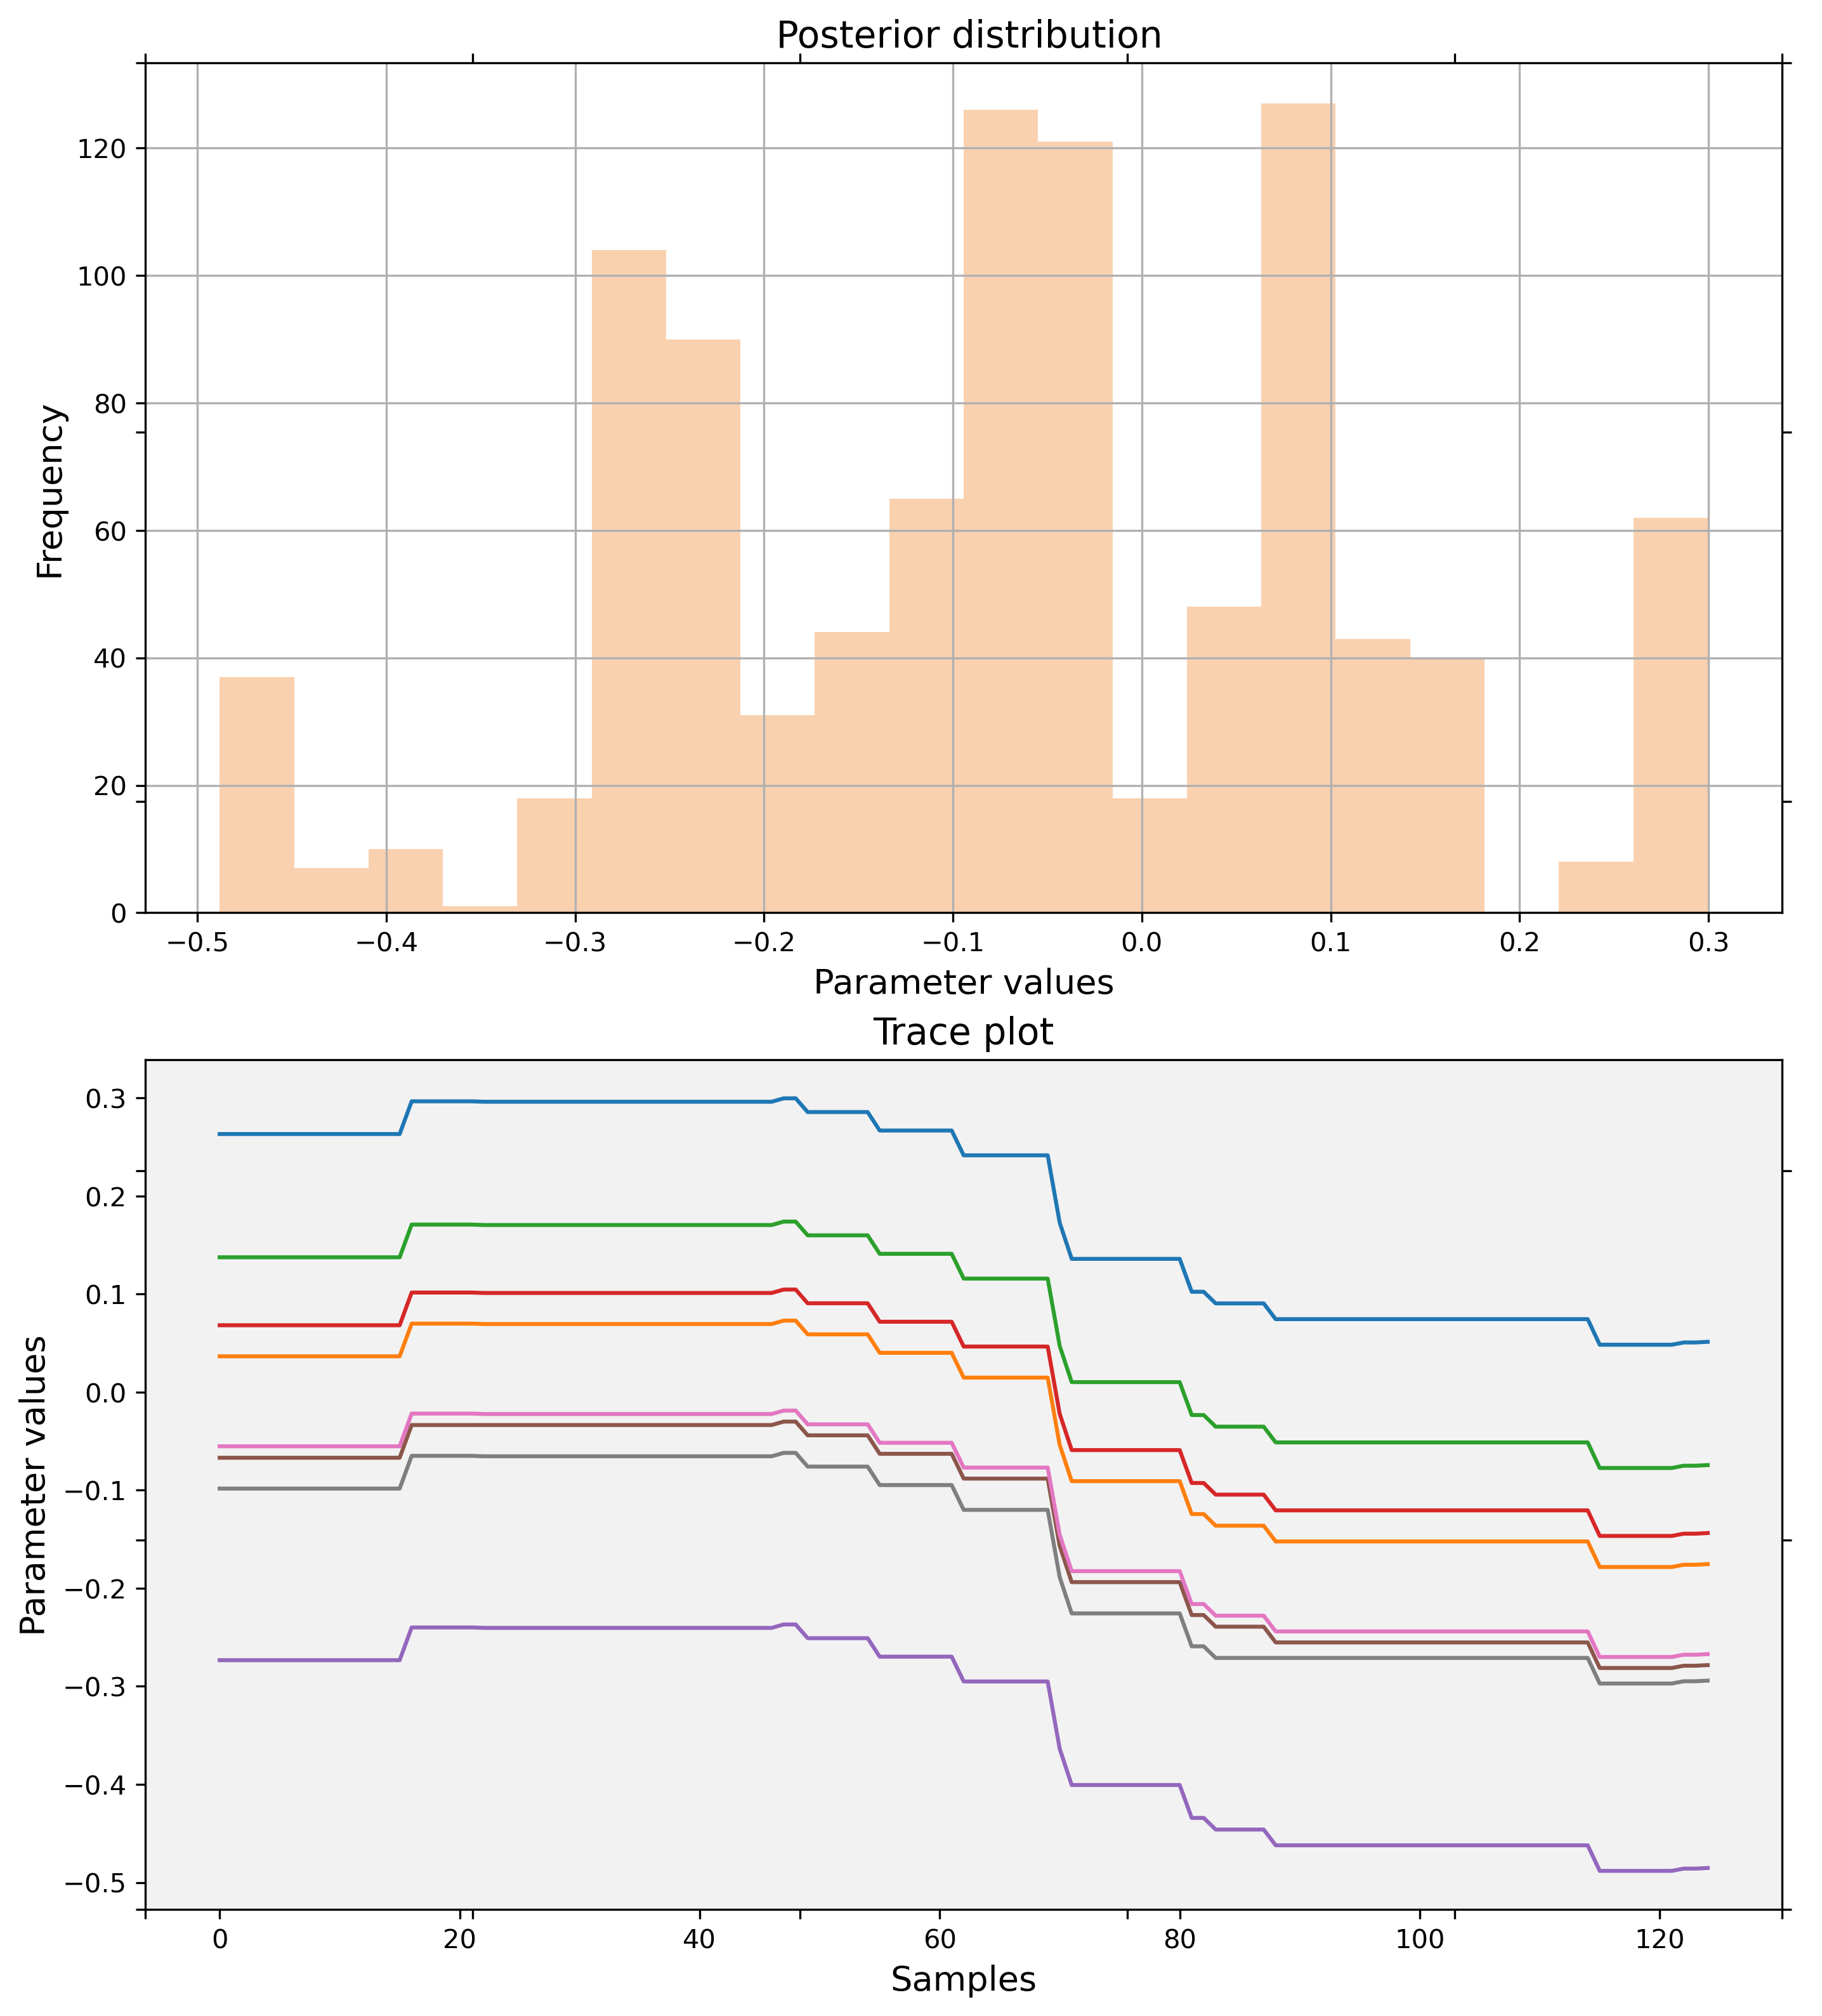 Posterior distribution
120
100
80
60
40
20
0
Frequency
−0.5 −0.4 −0.3 −0.2 −0.1 0.0 0.1 0.2 0.3
Parameter values
Trace plot
0.3
0.2
0.1
0.0
−0.1
−0.2
−0.3
−0.4
−0.5
Parameter values
0 20 40 60 80 100 120
Samples